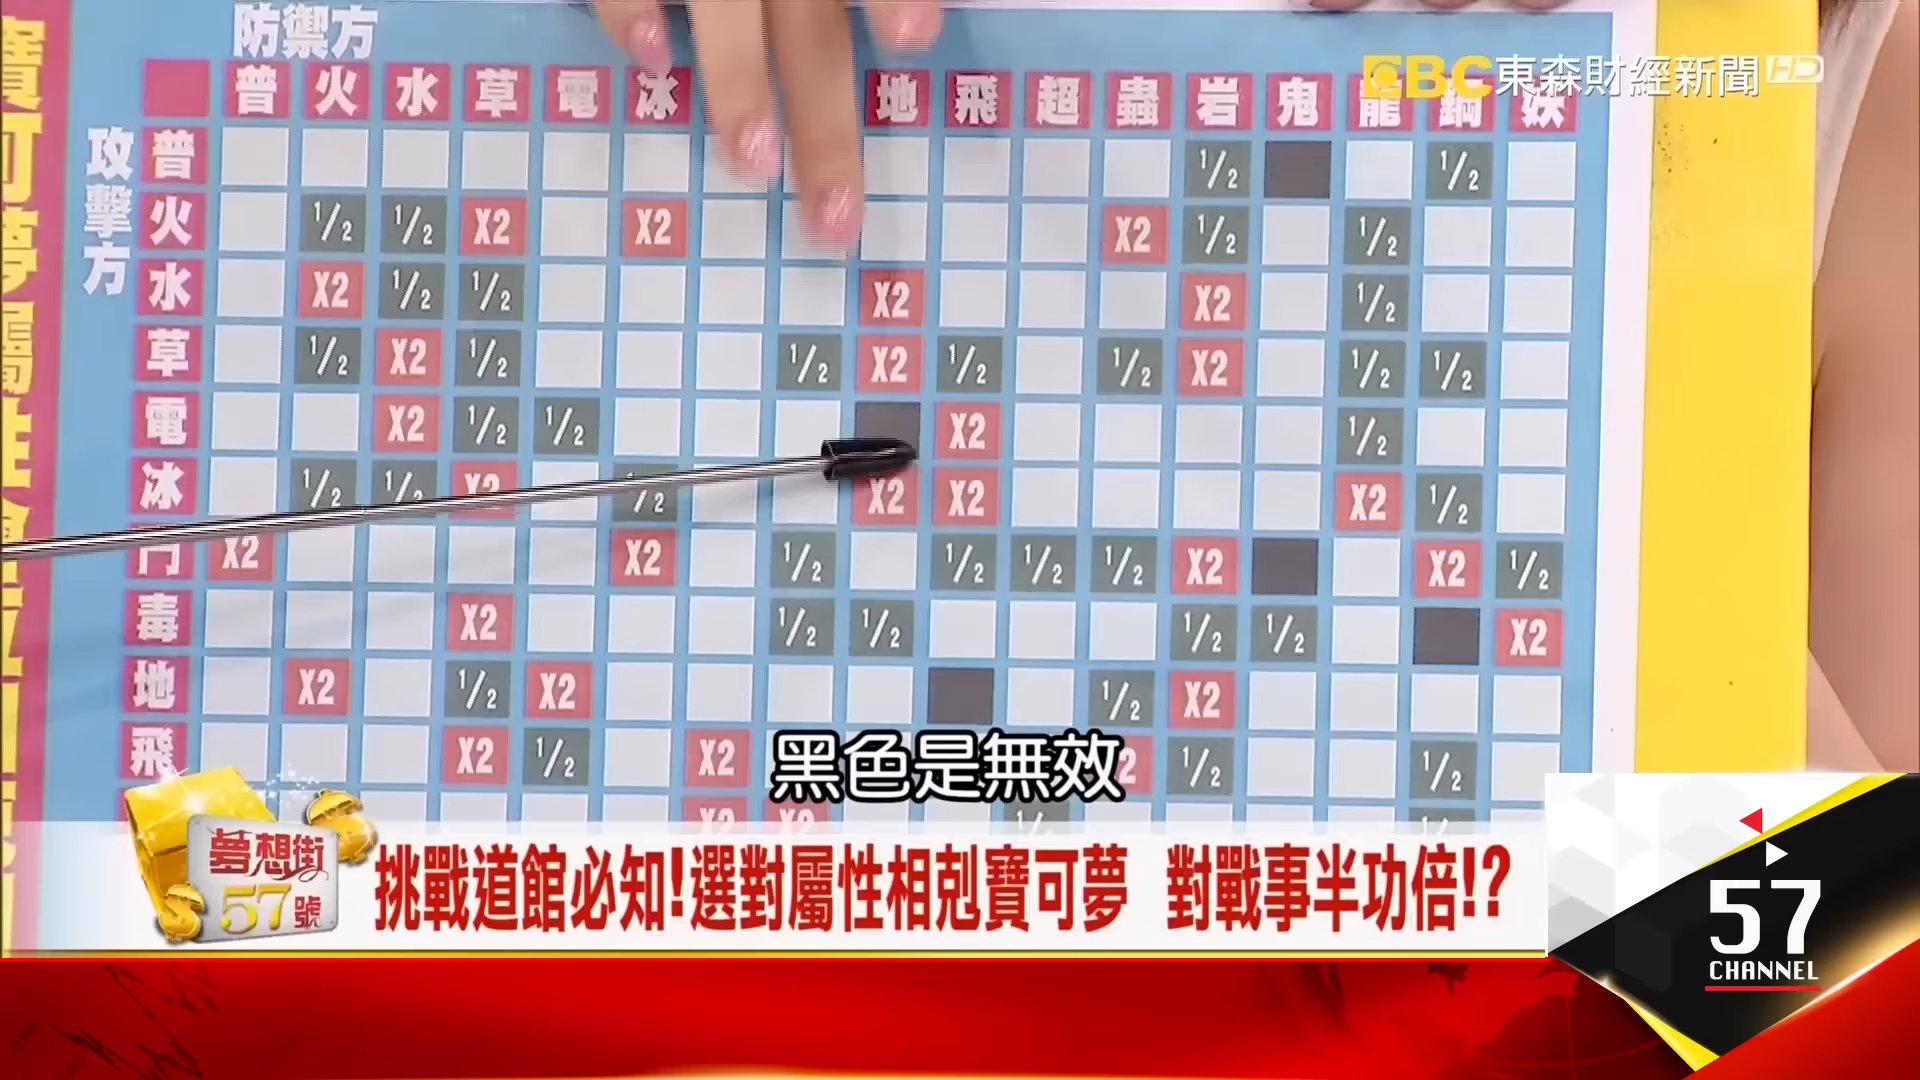 防禦方
EBC東森財經新聞HD
普 火 水 草 電 冰 地 飛 超 蟲 岩 鬼 龍 鋼 妖
攻擊方
普 1/2 1/2
火 1/2 1/2 X2 X2 X2 1/2 1/2
水 X2 1/2 1/2 X2 X2 1/2
草 1/2 X2 1/2 1/2 X2 1/2 1/2 X2 1/2 1/2
電 X2 1/2 1/2 X2 1/2
冰 1/2 1/2 X2 1/2 X2 X2 X2 1/2
鬥 X2 X2 1/2 1/2 1/2 1/2 X2 X2 1/2
毒 X2 1/2 1/2 1/2 1/2 X2
地 X2 1/2 X2 1/2 X2
飛 X2 1/2 X2 1/2 1/2
黑色是無效
夢想街
57號
挑戰道館必知!選對屬性相剋寶可夢 對戰事半功倍!?
57
CHANNEL